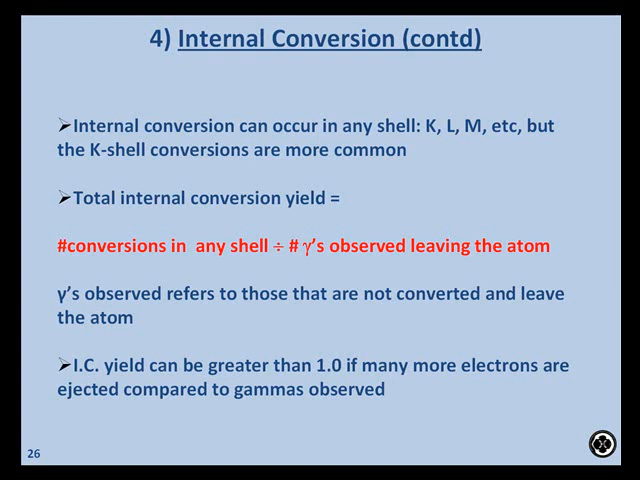 4) Internal Conversion (contd)
➢Internal conversion can occur in any shell: K, L, M, etc, but
the K-shell conversions are more common
➢Total internal conversion yield =
#conversions in any shell ÷ # γ’s observed leaving the atom
γ’s observed refers to those that are not converted and leave
the atom
➢I.C. yield can be greater than 1.0 if many more electrons are
ejected compared to gammas observed
26